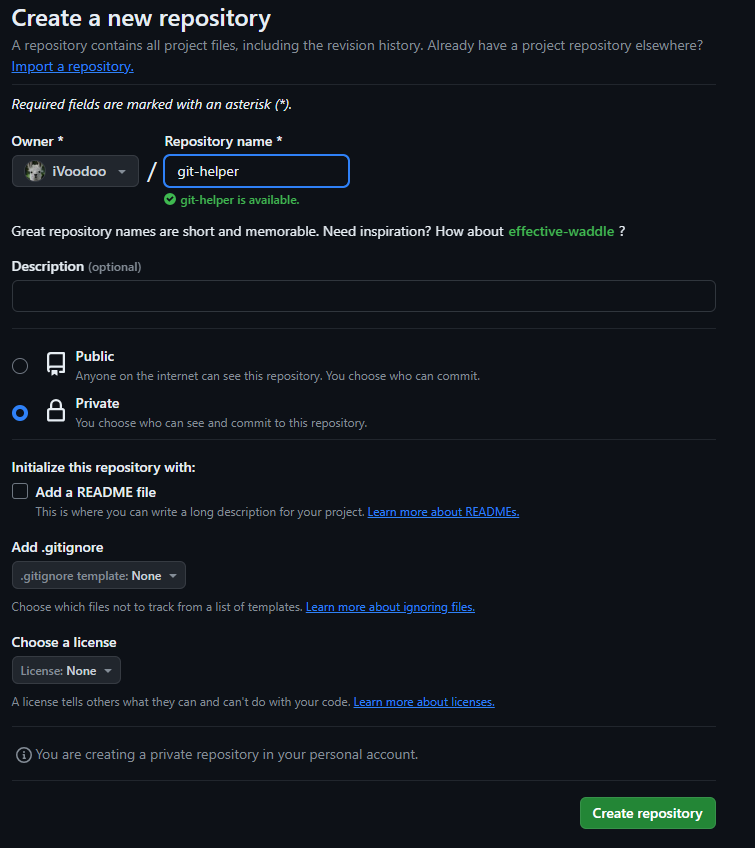 Create a new repository
A repository contains all project files, including the revision history. Already have a project repository elsewhere?
Import a repository.
Required fields are marked with an asterisk (*).
Owner *
Repository name *
iVoodoo
/
git-helper
git-helper is available.
Great repository names are short and memorable. Need inspiration? How about effective-waddle ?
Description (optional)
Public
Anyone on the internet can see this repository. You choose who can commit.
Private
You choose who can see and commit to this repository.
Initialize this repository with:
Add a README file
This is where you can write a long description for your project. Learn more about READMEs.
Add .gitignore
.gitignore template: None
Choose which files not to track from a list of templates. Learn more about ignoring files.
Choose a license
License: None
A license tells others what they can and can't do with your code. Learn more about licenses.
You are creating a private repository in your personal account.
Create repository